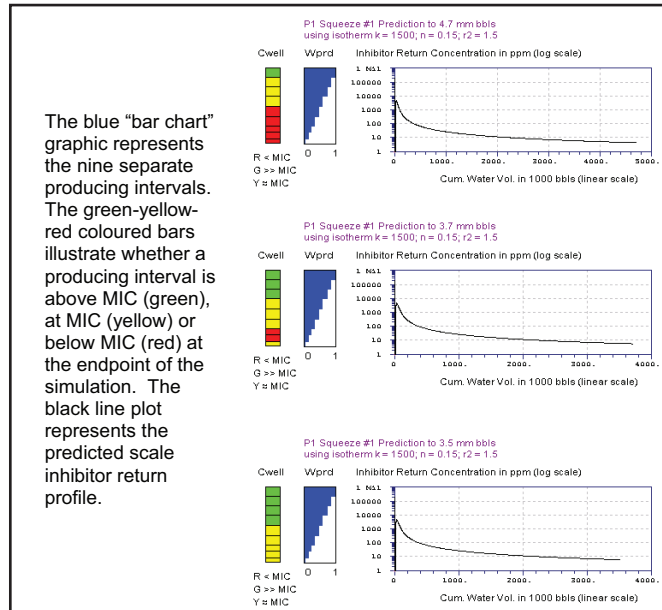 The blue “bar chart”
graphic represents
the nine separate
producing intervals.
The green-yellow-
red coloured bars
illustrate whether a
producing interval is
above MIC (green),
at MIC (yellow) or
below MIC (red) at
the endpoint of the
simulation. The
black line plot
represents the
predicted scale
inhibitor return
profile.
P1 Squeeze #1 Prediction to 4.7 mm bbls
using isotherm k = 1500; n = 0.15; r2 = 1.5
Cwell Wprd Inhibitor Return Concentration in ppm (log scale)
100000
10000
1000
100
10
1
0 1
R < MIC
G >> MIC
Y ≈ MIC
0 1000. 2000. 3000. 4000. 5000.
Cum. Water Vol. in 1000 bbls (linear scale)
P1 Squeeze #1 Prediction to 3.7 mm bbls
using isotherm k = 1500; n = 0.15; r2 = 1.5
Cwell Wprd Inhibitor Return Concentration in ppm (log scale)
100000
10000
1000
100
10
1
0 1
R < MIC
G >> MIC
Y ≈ MIC
0 1000. 2000. 3000. 4000.
Cum. Water Vol. in 1000 bbls (linear scale)
P1 Squeeze #1 Prediction to 3.5 mm bbls
using isotherm k = 1500; n = 0.15; r2 = 1.5
Cwell Wprd Inhibitor Return Concentration in ppm (log scale)
100000
10000
1000
100
10
1
0 1
R < MIC
G >> MIC
Y ≈ MIC
0 1000. 2000. 3000. 4000.
Cum. Water Vol. in 1000 bbls (linear scale)